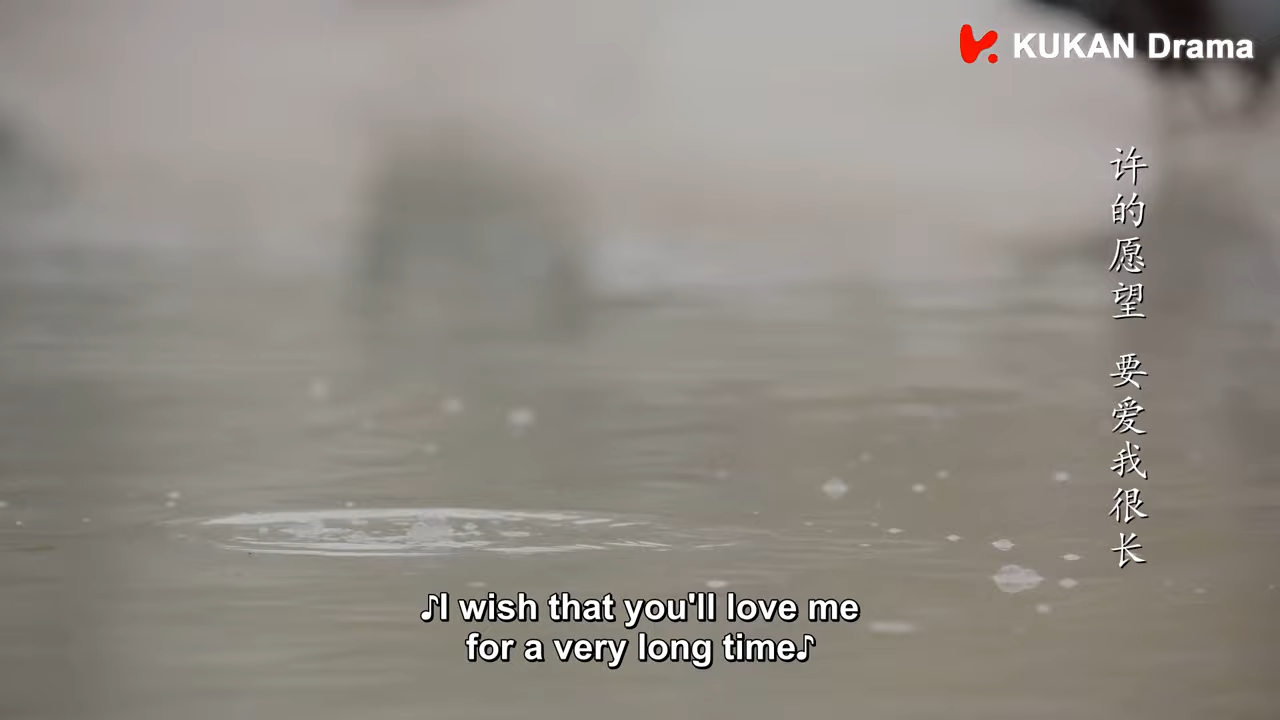 KUKAN Drama
许的愿望 要爱我很长
♪I wish that you'll love me
for a very long time♪